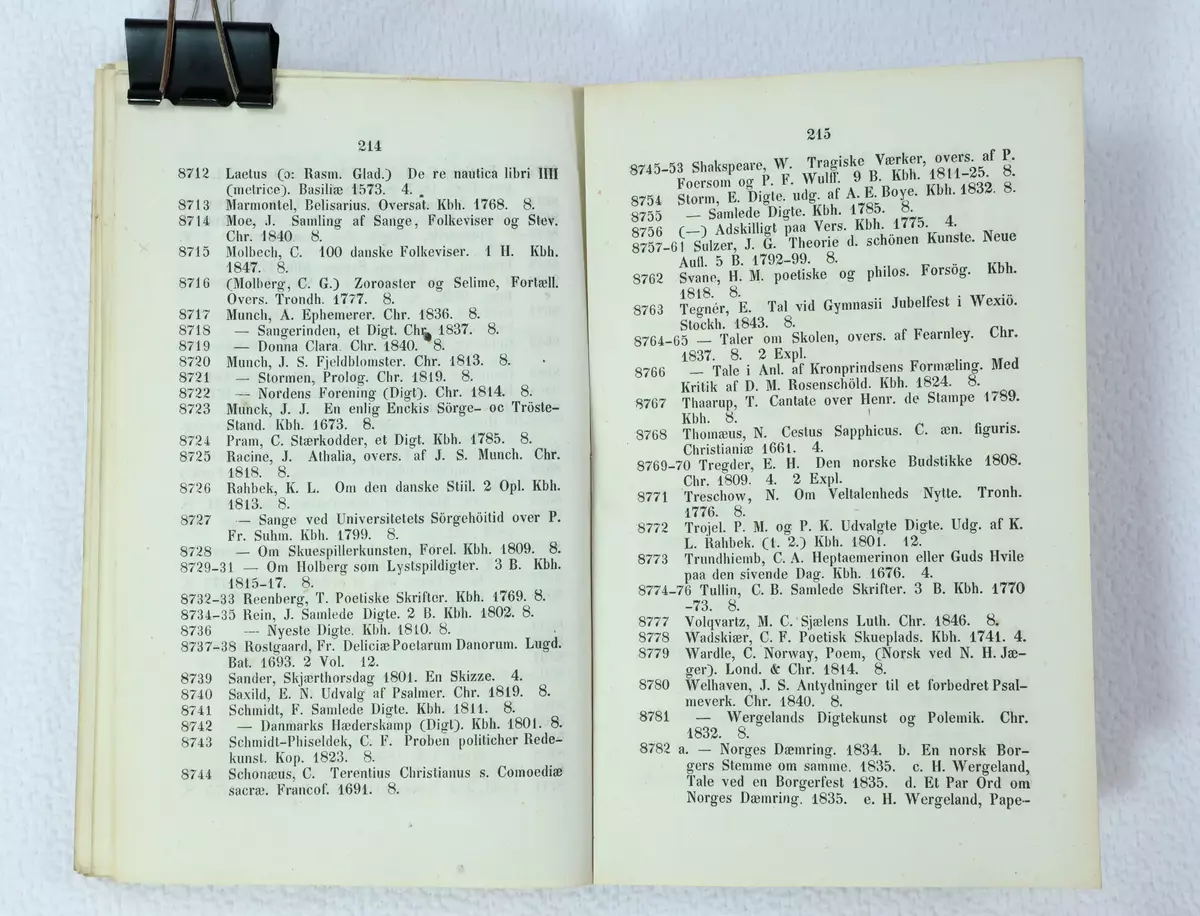 214
8712 Laetus (ɔ: Rasm. Glad.) De re nautica libri IIII
(metrice). Basiliæ 1573. 4.
8713 Marmontel, Belisarius. Oversat. Kbh. 1768. 8.
8714 Moe, J. Samling af Sange, Folkeviser og Stev.
Chr. 1840 8.
8715 Molbech, C. 100 danske Folkeviser. 1 H. Kbh.
1847. 8.
8716 (Molberg, C. G.) Zoroaster og Selime, Fortæll.
Overs. Trondh. 1777. 8.
8717 Munch, A. Ephemerer. Chr. 1836. 8.
8718 — Sangerinden, et Digt. Chr. 1837. 8.
8719 — Donna Clara. Chr. 1840. 8.
8720 Munch, J. S. Fjeldblomster. Chr. 1813. 8.
8721 — Stormen, Prolog. Chr. 1819. 8.
8722 — Nordens Forening (Digt). Chr. 1814. 8.
8723 Munck, J. J. En enlig Enckis Sörge- oc Tröste-
Stand. Kbh. 1673. 8.
8724 Pram, C. Stærkodder, et Digt. Kbh. 1785. 8.
8725 Racine, J. Athalia, overs. af J. S. Munch. Chr.
1818. 8.
8726 Rahbek, K. L. Om den danske Stiil. 2 Opl. Kbh.
1813. 8.
8727 — Sange ved Universitetets Sörgehöitid over P.
Fr. Suhm. Kbh. 1799. 8.
8728 — Om Skuespillerkunsten, Forel. Kbh. 1809. 8.
8729-31 — Om Holberg som Lystspildigter. 3 B. Kbh.
1815-17. 8.
8732-33 Reenberg, T. Poetiske Skrifter. Kbh. 1769. 8.
8734-35 Rein, J. Samlede Digte. 2 B. Kbh. 1802. 8.
8736 — Nyeste Digte. Kbh. 1810. 8.
8737-38 Rostgaard, Fr. Deliciæ Poetarum Danorum. Lugd.
Bat. 1693. 2 Vol. 12.
8739 Sander, Skjærthorsdag 1801. En Skizze. 4.
8740 Saxild, E. N. Udvalg af Psalmer. Chr. 1819. 8.
8741 Schmidt, F. Samlede Digte. Kbh. 1811. 8.
8742 — Danmarks Hæderskamp (Digt). Kbh. 1801. 8.
8743 Schmidt-Phiseldek, C. F. Proben politicher Rede-
kunst. Kop. 1823. 8.
8744 Schonæus, C. Terentius Christianus s. Comoediæ
sacræ. Francof. 1691. 8.
215
8745-53 Shakspeare, W. Tragiske Værker, overs. af P.
Foersom og P. F. Wulff. 9 B. Kbh. 1811-25. 8.
8754 Storm, E. Digte. udg. af A. E. Boye. Kbh. 1832. 8.
8755 — Samlede Digte. Kbh. 1785. 8.
8756 (—) Adskilligt paa Vers. Kbh. 1775. 4.
8757-61 Sulzer, J. G. Theorie d. schönen Kunste. Neue
Aufl. 5 B. 1792-99. 8.
8762 Svane, H. M. poetiske og philos. Forsög. Kbh.
1818. 8.
8763 Tegnér, E. Tal vid Gymnasii Jubelfest i Wexiö.
Stockh. 1843. 8.
8764-65 — Taler om Skolen, overs. af Fearnley. Chr.
1837. 8. 2 Expl.
8766 — Tale i Anl. af Kronprindsens Formæling. Med
Kritik af D. M. Rosenschöld. Kbh. 1824. 8.
8767 Thaarup, T. Cantate over Henr. de Stampe 1789.
Kbh. 8.
8768 Thomæus, N. Cestus Sapphicus. C. æn. figuris.
Christianiæ 1661. 4.
8769-70 Tregder, E. H. Den norske Budstikke 1808.
Chr. 1809. 4. 2 Expl.
8771 Treschow, N. Om Veltalenheds Nytte. Tronh.
1776. 8.
8772 Trojel. P. M. og P. K. Udvalgte Digte. Udg. af K.
L. Rahbek. (1. 2.) Kbh. 1801. 12.
8773 Trundhiemb, C. A. Heptaemerinon eller Guds Hvile
paa den sivende Dag. Kbh. 1676. 4.
8774-76 Tullin, C. B. Samlede Skrifter. 3 B. Kbh. 1770
-73. 8.
8777 Volqvartz, M. C. Sjælens Luth. Chr. 1846. 8.
8778 Wadskiær, C. F. Poetisk Skueplads. Kbh. 1741. 4.
8779 Wardle, C. Norway, Poem, (Norsk ved N. H. Jæ-
ger). Lond. & Chr. 1814. 8.
8780 Welhaven, J. S. Antydninger til et forbedret Psal-
meverk. Chr. 1840. 8.
8781 — Wergelands Digtekunst og Polemik. Chr.
1832. 8.
8782 a. — Norges Dæmring. 1834. b. En norsk Bor-
gers Stemme om samme. 1835. c. H. Wergeland,
Tale ved en Borgerfest 1835. d. Et Par Ord om
Norges Dæmring. 1835. e. H. Wergeland, Pape-